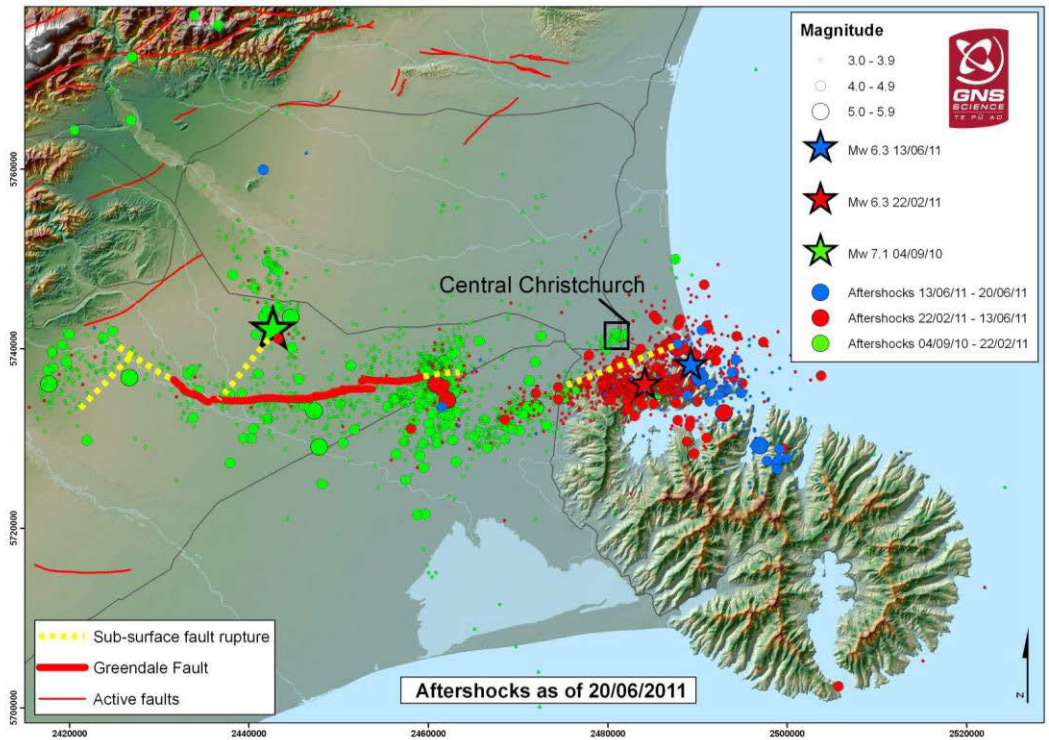 Magnitude
3.0 - 3.9
4.0 - 4.9
5.0 - 5.9
GNS
SCIENCE
TE PŪ AO
Mw 6.3 13/06/11
Mw 6.3 22/02/11
Mw 7.1 04/09/10
Aftershocks 13/06/11 - 20/06/11
Aftershocks 22/02/11 - 13/06/11
Aftershocks 04/09/10 - 22/02/11
Central Christchurch
5760000
5740000
5720000
5700000
Sub-surface fault rupture
Greendale Fault
Active faults
Aftershocks as of 20/06/2011
N
2420000
2440000
2460000
2480000
2500000
2520000